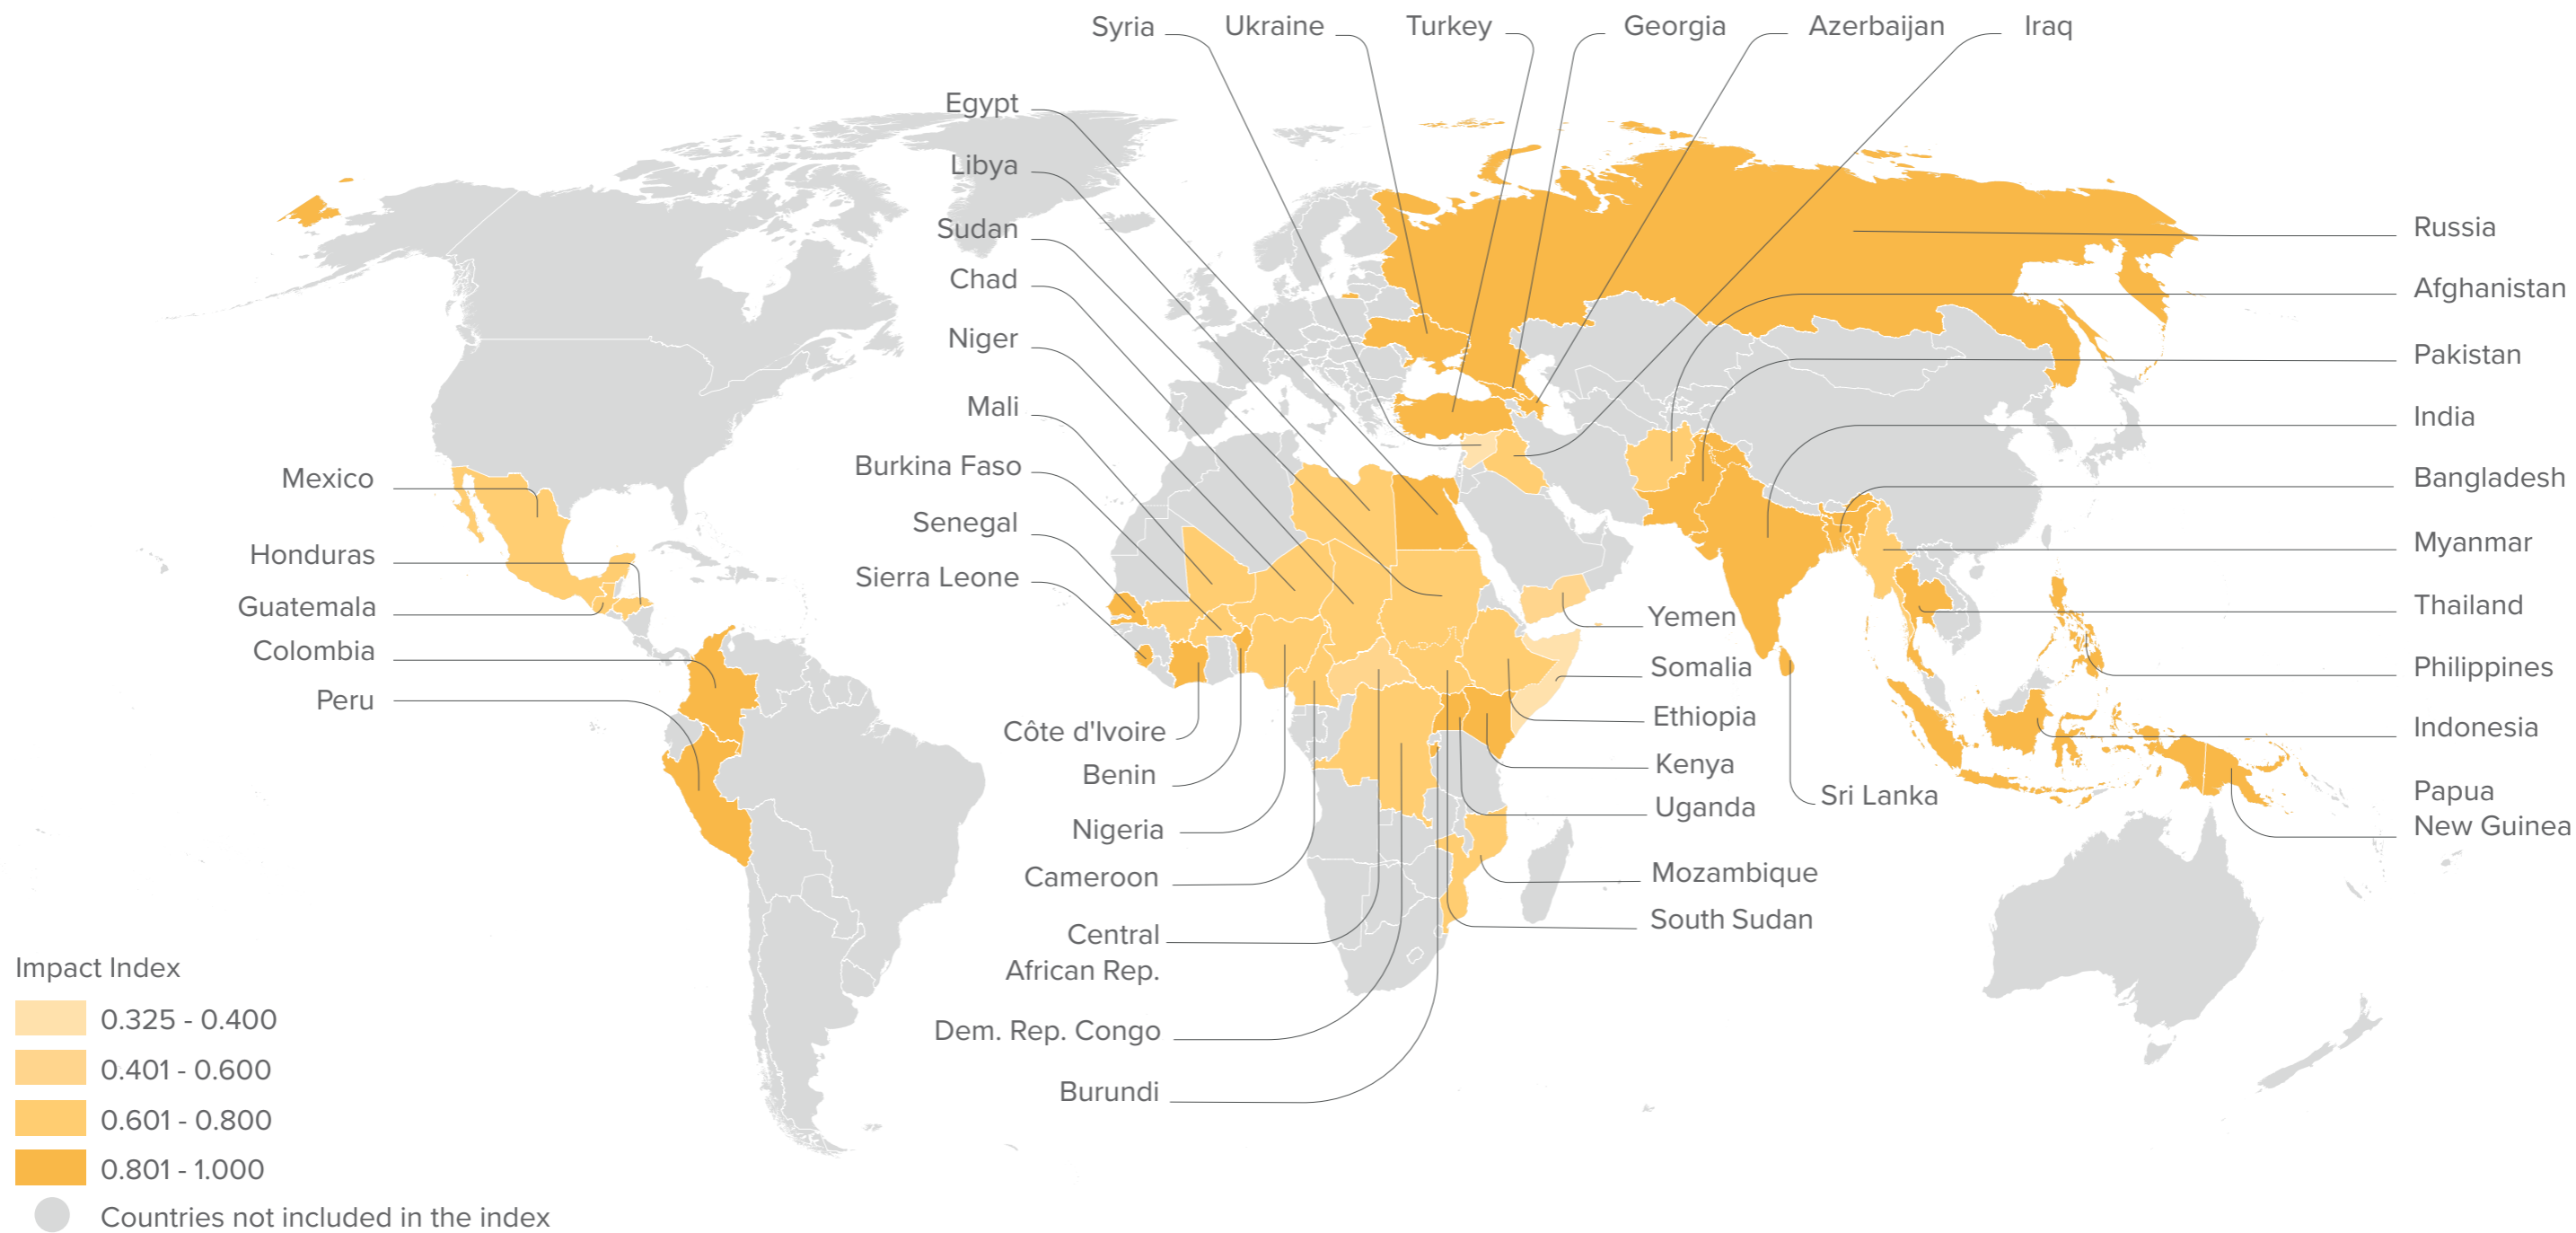 Syria
Ukraine
Turkey
Georgia
Azerbaijan
Iraq
Egypt
Libya
Sudan
Chad
Niger
Mali
Burkina Faso
Senegal
Sierra Leone
Mexico
Honduras
Guatemala
Colombia
Peru
Côte d'Ivoire
Benin
Nigeria
Cameroon
Central
African Rep.
Dem. Rep. Congo
Burundi
Yemen
Somalia
Ethiopia
Kenya
Uganda
Mozambique
South Sudan
Sri Lanka
Russia
Afghanistan
Pakistan
India
Bangladesh
Myanmar
Thailand
Philippines
Indonesia
Papua
New Guinea
Impact Index
0.325 - 0.400
0.401 - 0.600
0.601 - 0.800
0.801 - 1.000
Countries not included in the index